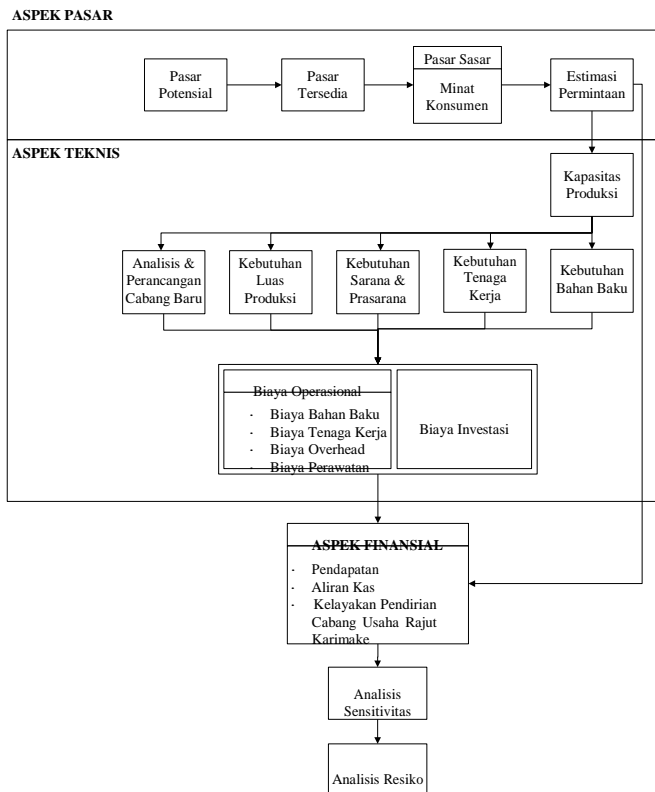 ASPEK PASAR
Pasar
Potensial
Pasar
Tersedia
Pasar Sasar
Minat
Konsumen
Estimasi
Permintaan
ASPEK TEKNIS
Kapasitas
Produksi
Analisis &
Perancangan
Cabang Baru
Kebutuhan
Luas
Produksi
Kebutuhan
Sarana &
Prasarana
Kebutuhan
Tenaga
Kerja
Kebutuhan
Bahan Baku
Biaya Operasional
· Biaya Bahan Baku
· Biaya Tenaga Kerja
· Biaya Overhead
· Biaya Perawatan
Biaya Investasi
ASPEK FINANSIAL
· Pendapatan
· Aliran Kas
· Kelayakan Pendirian
Cabang Usaha Rajut
Karimake
Analisis
Sensitivitas
Analisis Resiko